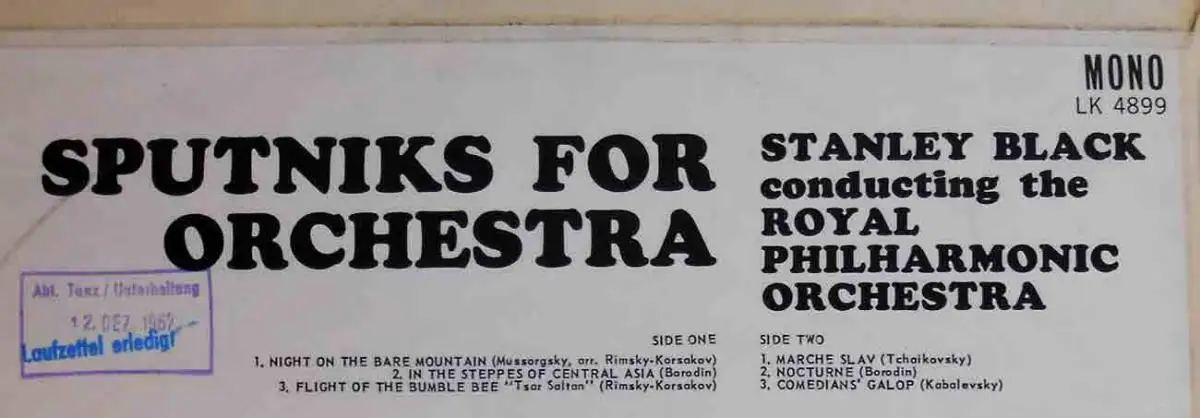 MONO
LK 4899
SPUTNIKS FOR
ORCHESTRA
STANLEY BLACK
conducting the
ROYAL
PHILHARMONIC
ORCHESTRA
Abt. Tanz / Unterhaltung
12. DEZ. 1967
Laufzettel erledigt
SIDE ONE
1. NIGHT ON THE BARE MOUNTAIN (Mussorgsky, arr. Rimsky-Korsakov)
2. IN THE STEPPES OF CENTRAL ASIA (Borodin)
3. FLIGHT OF THE BUMBLE BEE "Tsar Saltan" (Rimsky-Korsakov)
SIDE TWO
1. MARCHE SLAV (Tchaikovsky)
2. NOCTURNE (Borodin)
3. COMEDIANS' GALOP (Kabalevsky)